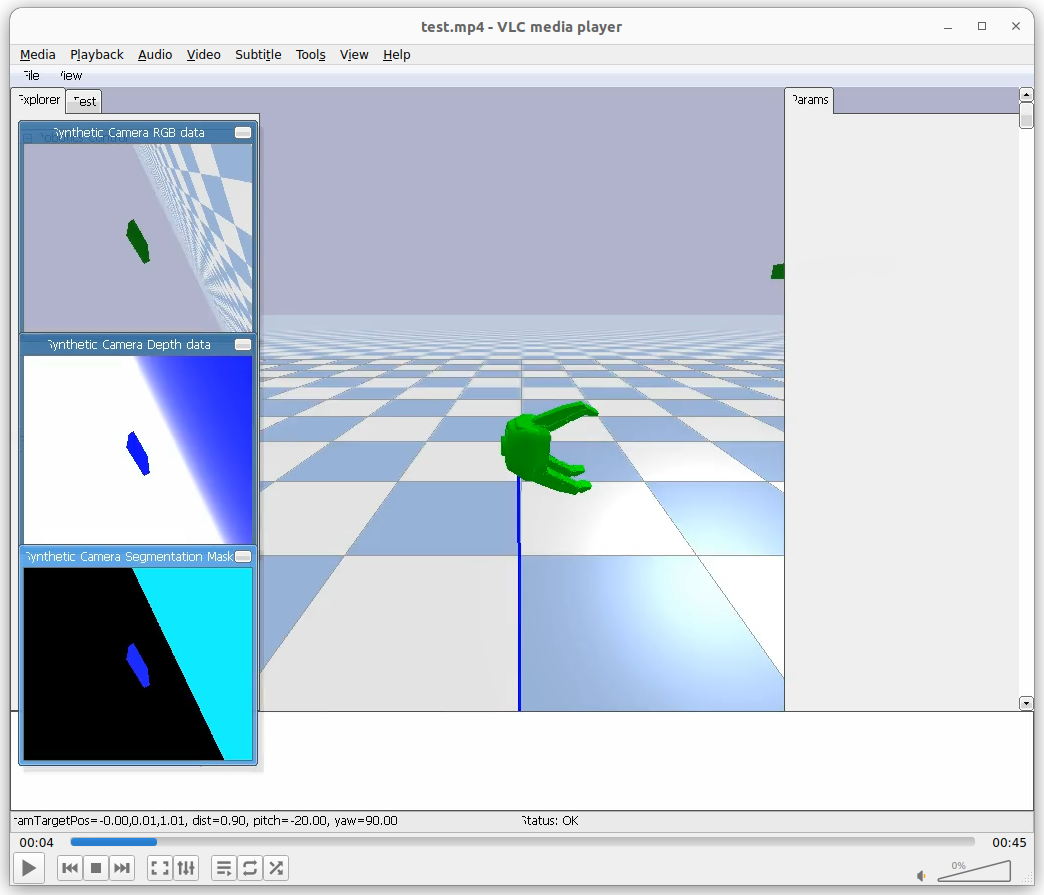 test.mp4 - VLC media player
Media Playback Audio Video Subtitle Tools View Help
File View
Explorer Test Params
Synthetic Camera RGB data
Synthetic Camera Depth data
Synthetic Camera Segmentation Mask
camTargetPos=-0.00,0.01,1.01, dist=0.90, pitch=-20.00, yaw=90.00 Status: OK
00:04 00:45
0%